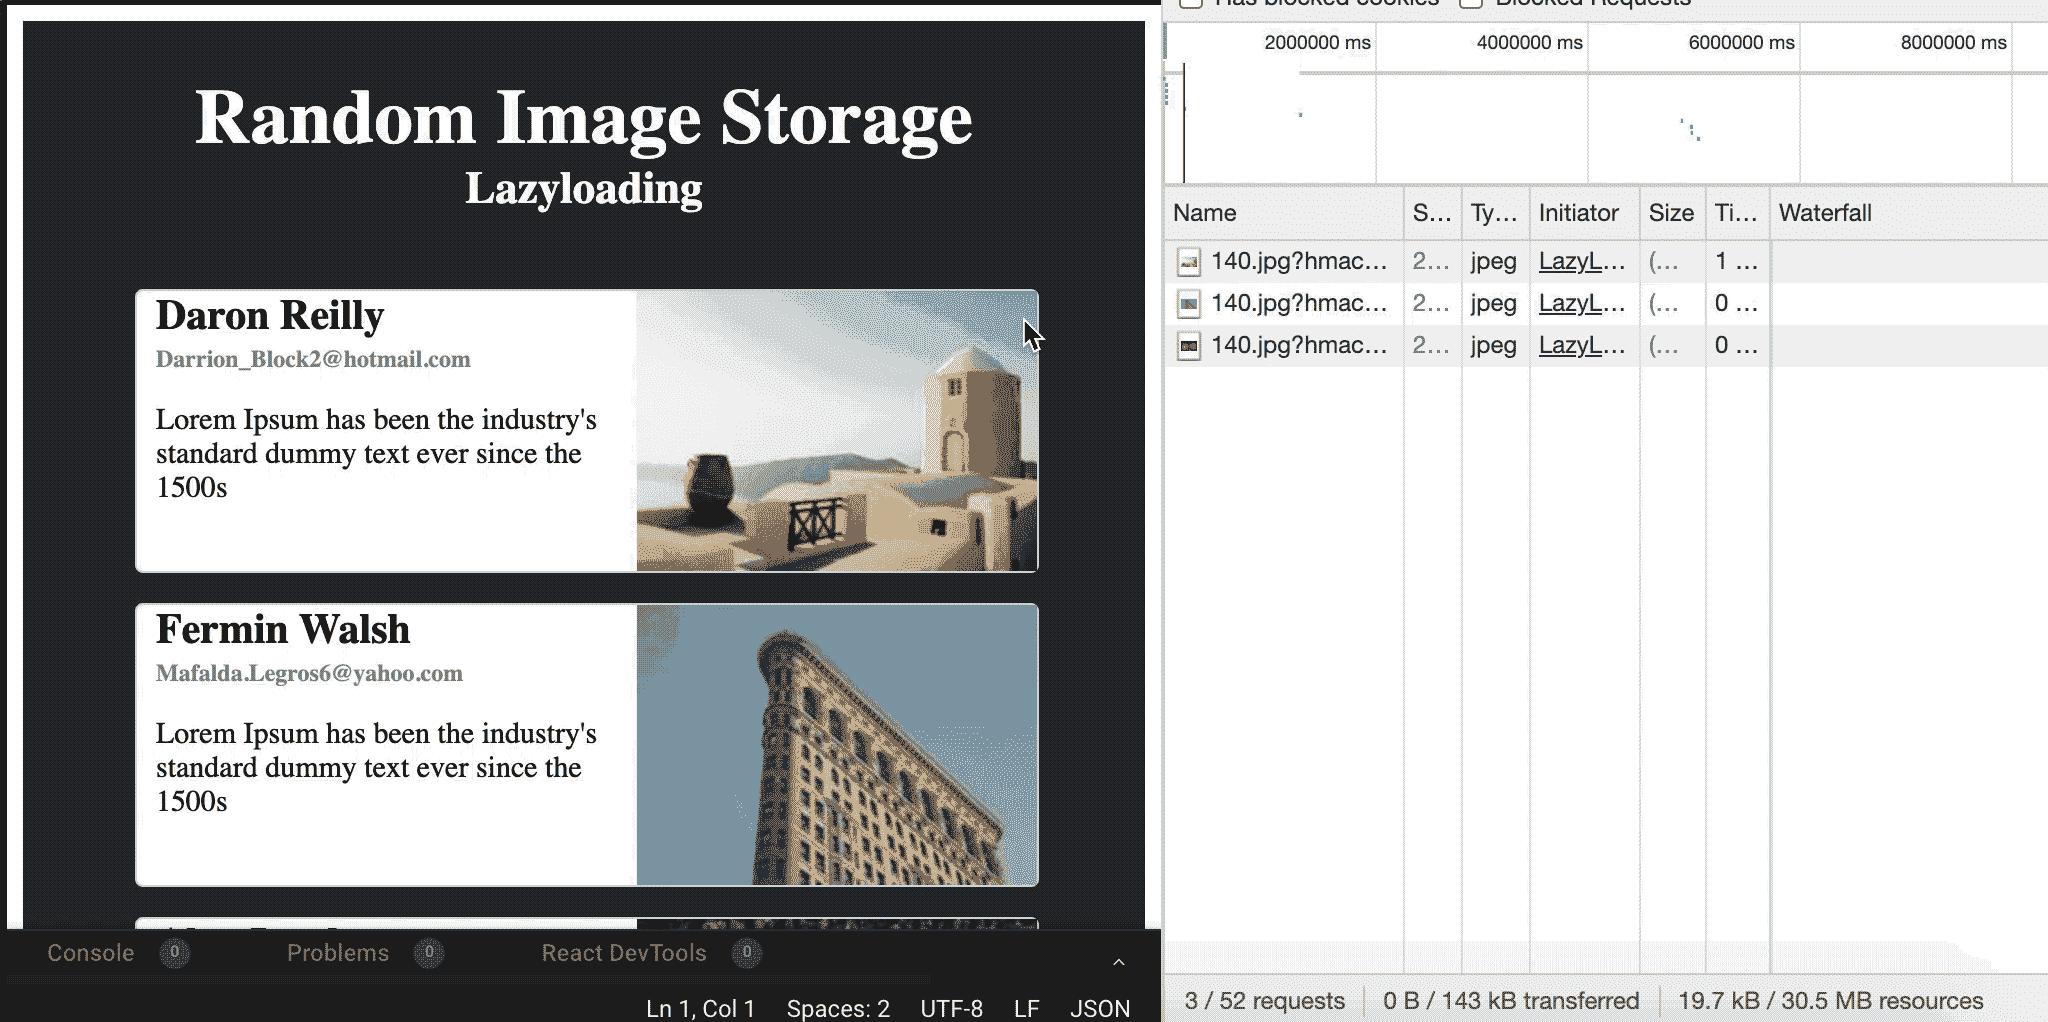 Random Image Storage
Lazyloading
Daron Reilly
Darrion_Block2@hotmail.com
Lorem Ipsum has been the industry's
standard dummy text ever since the
1500s
Fermin Walsh
Mafalda.Legros6@yahoo.com
Lorem Ipsum has been the industry's
standard dummy text ever since the
1500s
Console 0 Problems 0 React DevTools 0
Ln 1, Col 1 Spaces: 2 UTF-8 LF JSON
Has blocked cookies Blocked Requests
2000000 ms 4000000 ms 6000000 ms 8000000 ms
Name S... Ty... Initiator Size Ti... Waterfall
140.jpg?hmac... 2... jpeg LazyL... (... 1 ...
140.jpg?hmac... 2... jpeg LazyL... (... 0 ...
140.jpg?hmac... 2... jpeg LazyL... (... 0 ...
3 / 52 requests 0 B / 143 kB transferred 19.7 kB / 30.5 MB resources